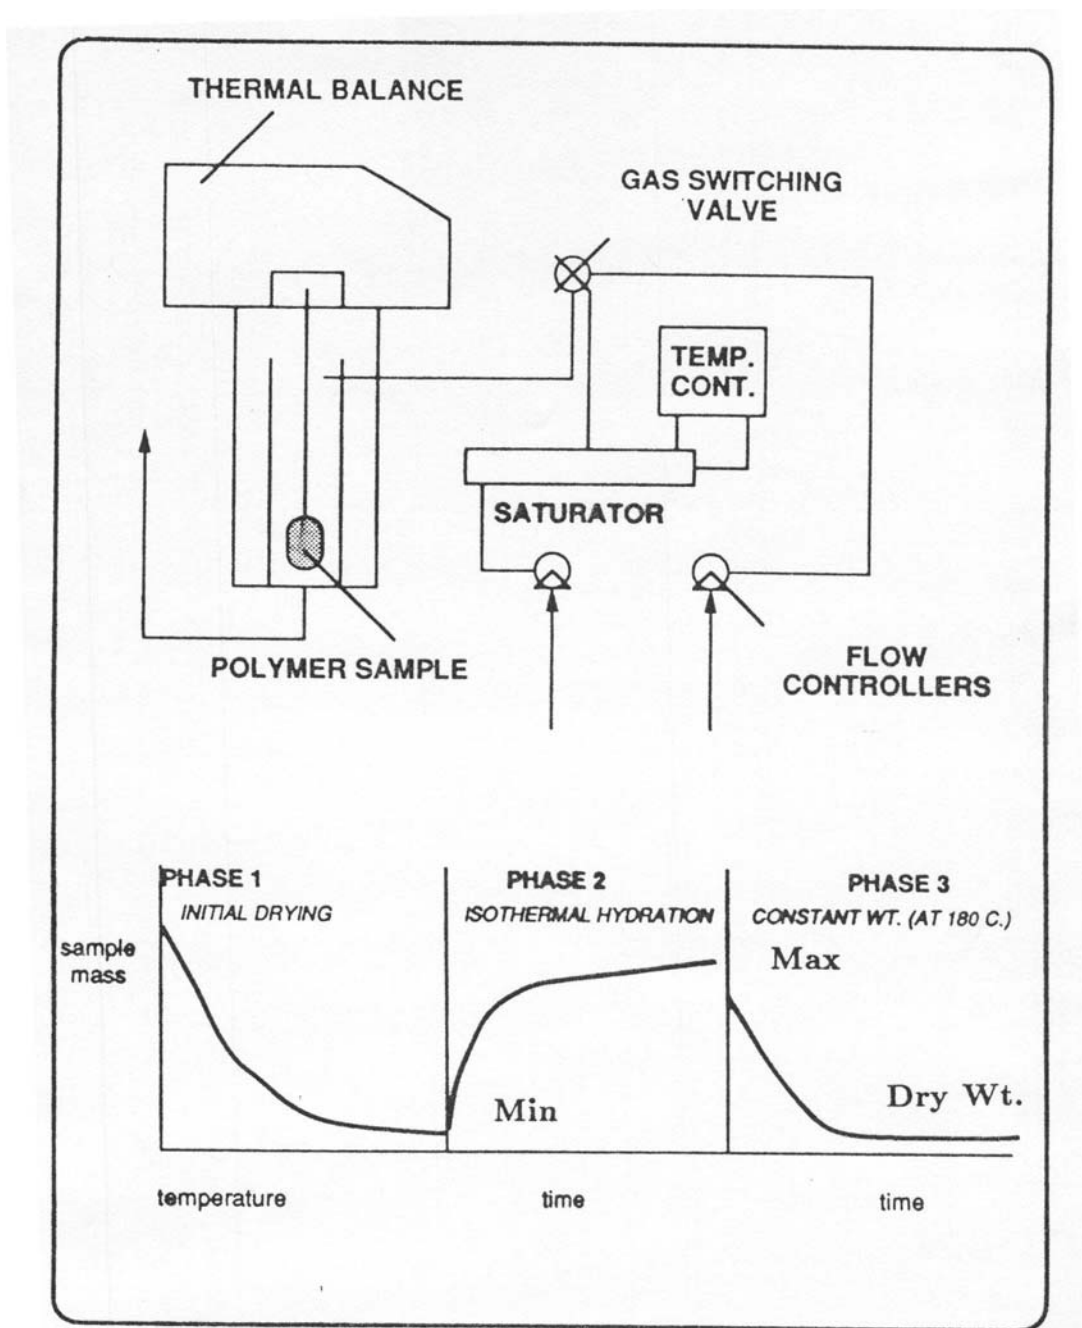 THERMAL BALANCE
GAS SWITCHING
VALVE
TEMP.
CONT.
SATURATOR
POLYMER SAMPLE
FLOW
CONTROLLERS
PHASE 1
INITIAL DRYING
PHASE 2
ISOTHERMAL HYDRATION
PHASE 3
CONSTANT WT. (AT 180 C.)
sample
mass
Max
Min
Dry Wt.
temperature
time
time